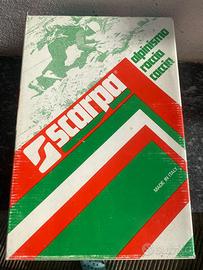 alpinismo
roccia
caccia
scarpa
MADE IN ITALY